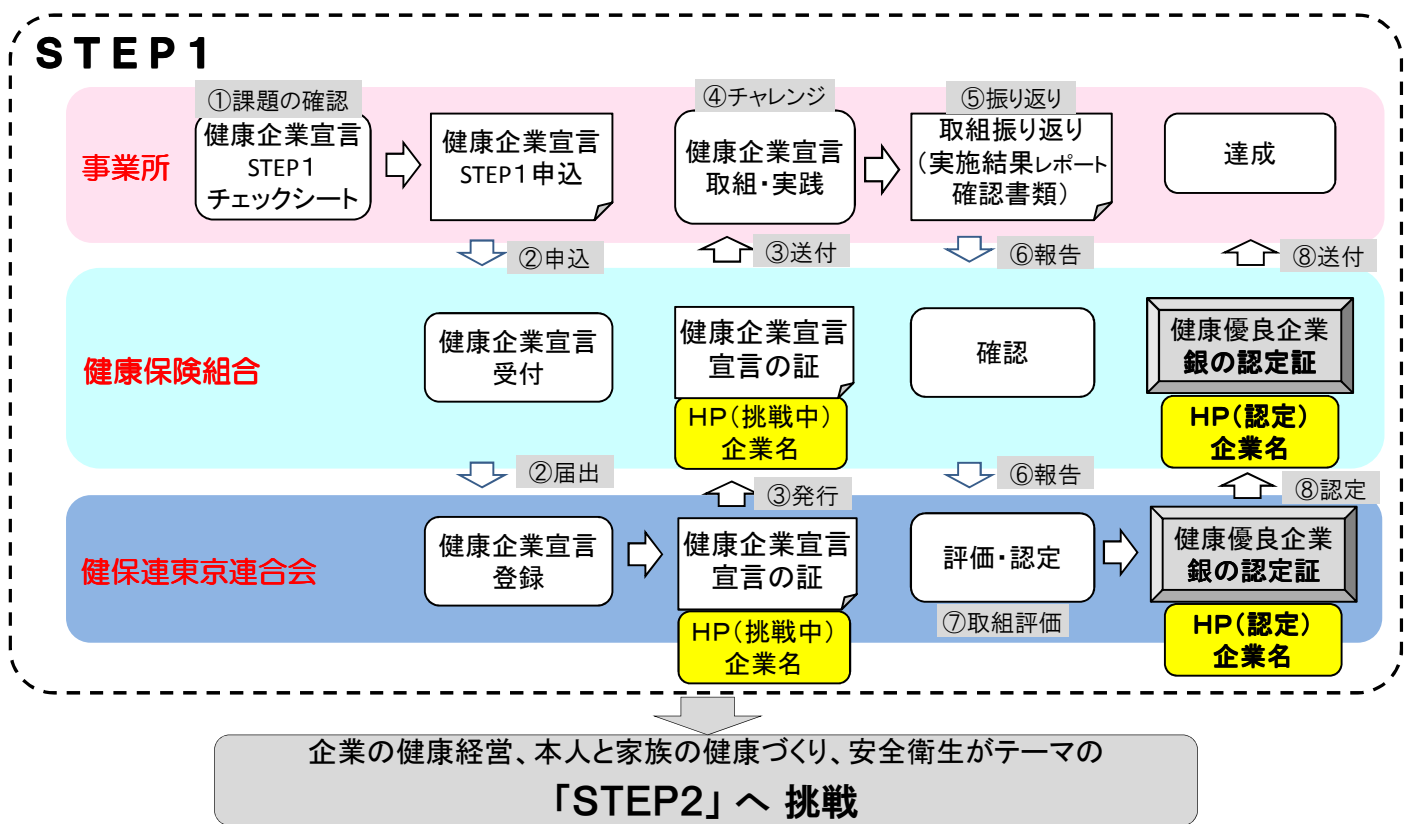 STEP1
①課題の確認
④チャレンジ
⑤振り返り
事業所
健康企業宣言
STEP1
チェックシート
健康企業宣言
STEP1申込
健康企業宣言
取組・実践
取組振り返り
(実施結果レポート
確認書類)
達成
②申込
③送付
⑥報告
⑧送付
健康保険組合
健康企業宣言
受付
健康企業宣言
宣言の証
HP(挑戦中)
企業名
確認
健康優良企業
銀の認定証
HP(認定)
企業名
②届出
③発行
⑥報告
⑧認定
健保連東京連合会
健康企業宣言
登録
健康企業宣言
宣言の証
HP(挑戦中)
企業名
評価・認定
⑦取組評価
健康優良企業
銀の認定証
HP(認定)
企業名
企業の健康経営、本人と家族の健康づくり、安全衛生がテーマの
「STEP2」 へ 挑戦